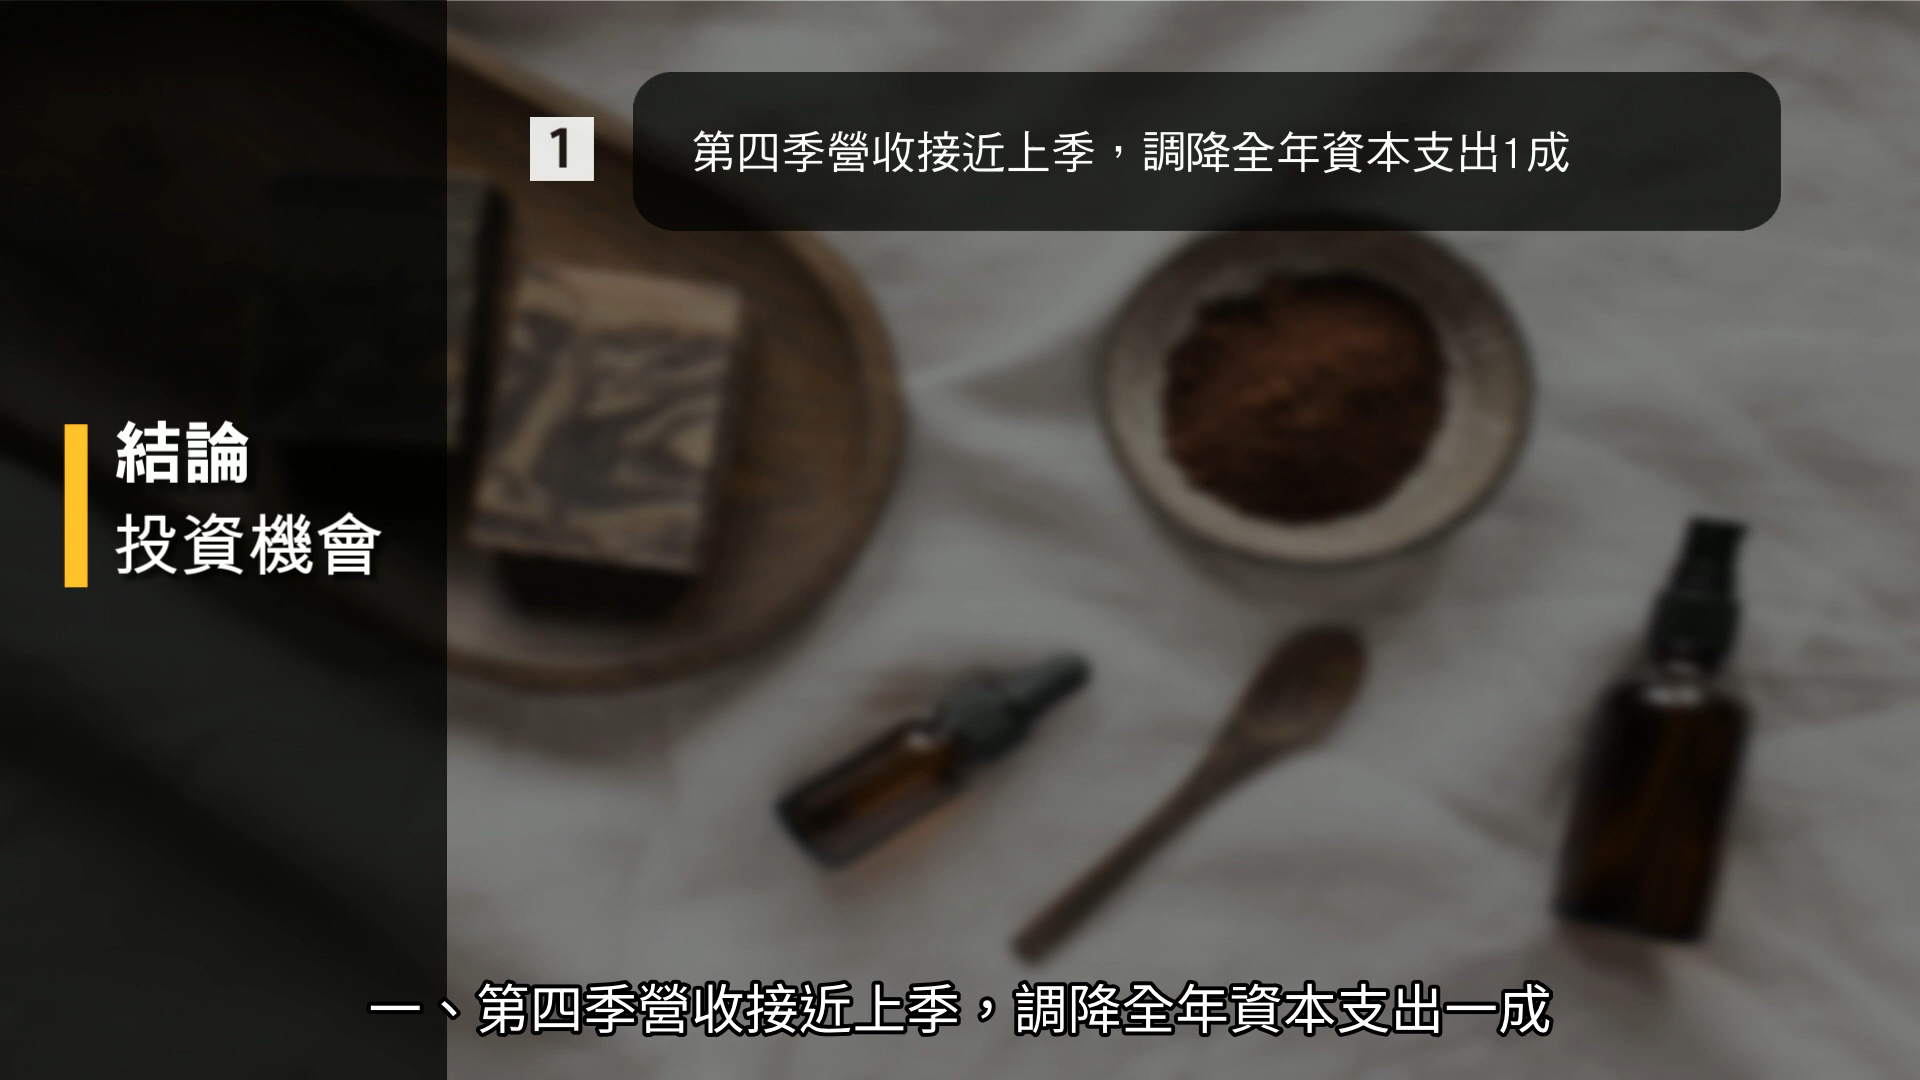 結論
投資機會
1
第四季營收接近上季，調降全年資本支出1成
一、第四季營收接近上季，調降全年資本支出一成